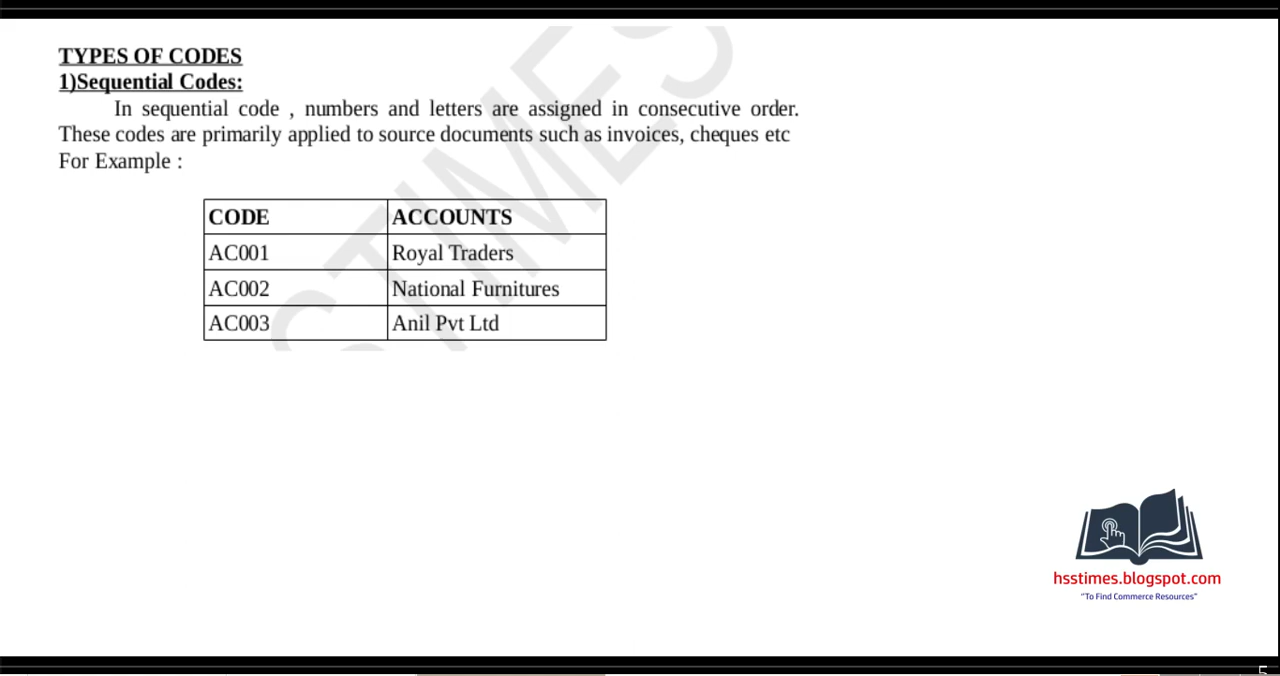 TYPES OF CODES
1)Sequential Codes:
In sequential code , numbers and letters are assigned in consecutive order.
These codes are primarily applied to source documents such as invoices, cheques etc
For Example :
CODE ACCOUNTS
AC001 Royal Traders
AC002 National Furnitures
AC003 Anil Pvt Ltd
STIMES
hsstimes.blogspot.com
"To Find Commerce Resources"
5